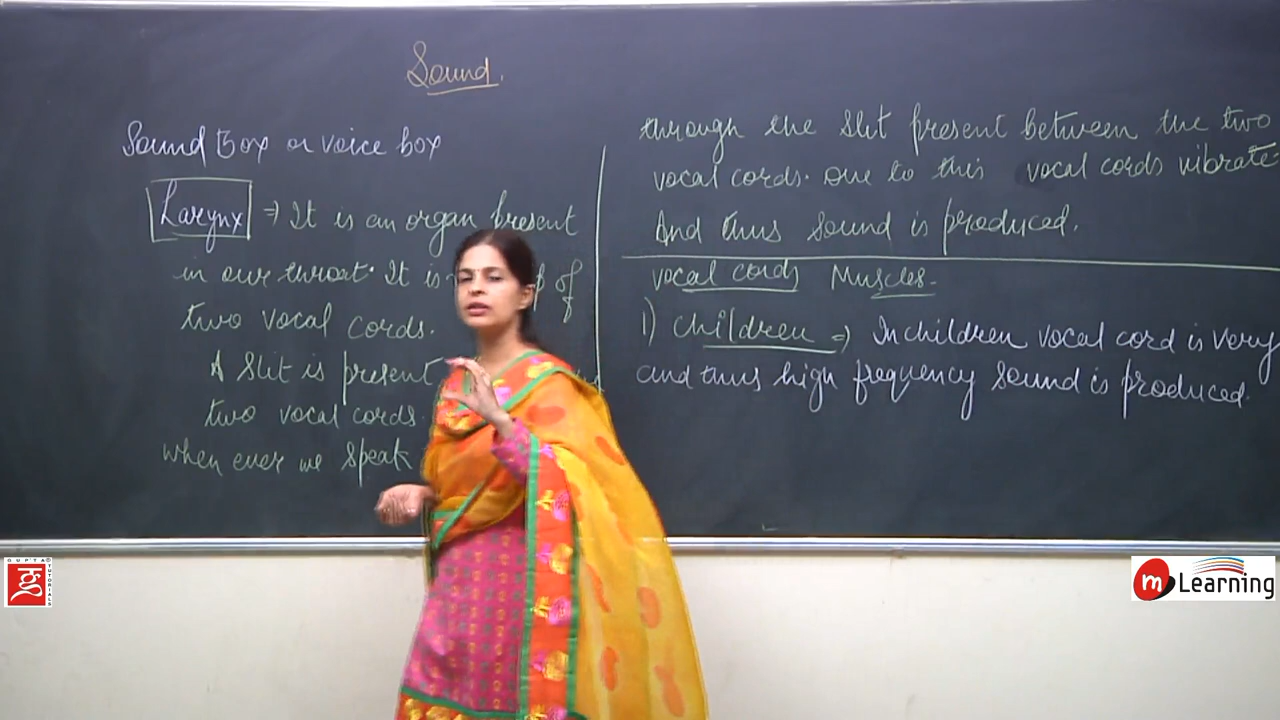 Sound.
Sound Box or voice box
Larynx ⇒ It is an organ present
in our throat. It is of
two vocal cords.
A slit is present
two vocal cords.
when ever we speak
through the slit present between the two
vocal cords. Due to this vocal cords vibrate
And thus sound is produced.
vocal cords Muscles.
1) Children ⇒ In children vocal cord is very
and thus high frequency sound is produced.
GUPTA TUTORIALS
m Learning